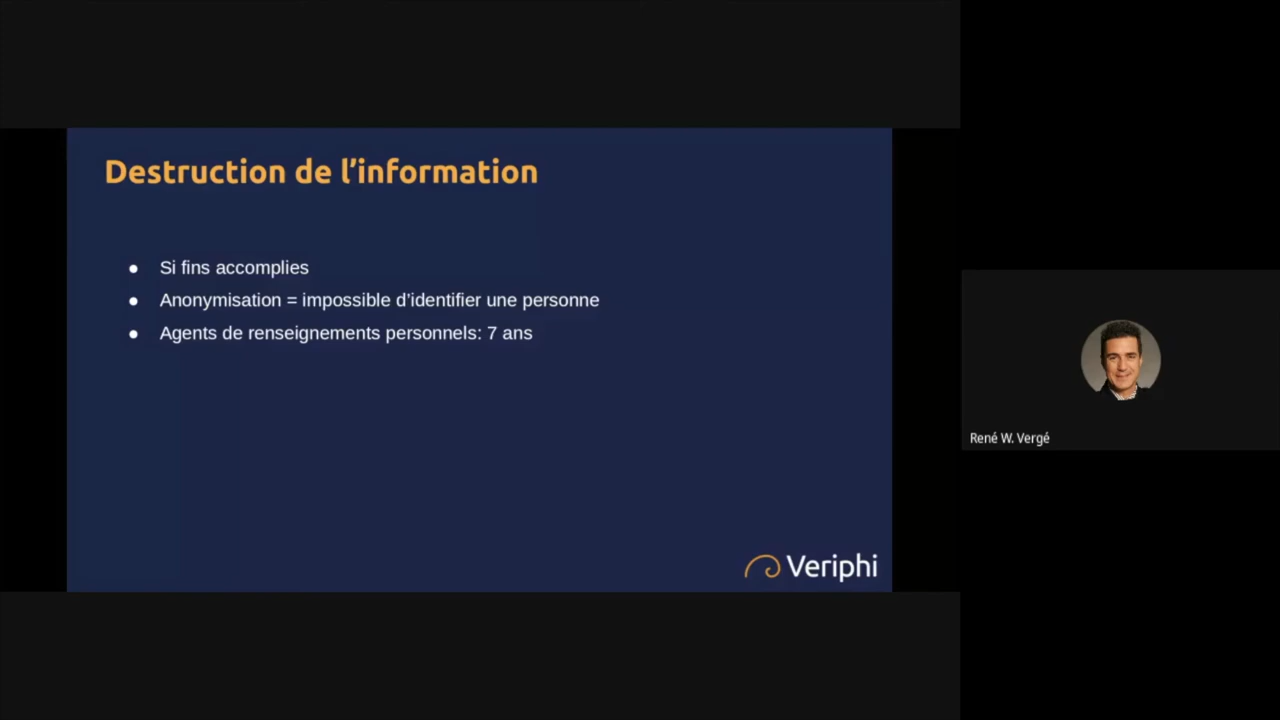 Destruction de l’information
● Si fins accomplies
● Anonymisation = impossible d’identifier une personne
● Agents de renseignements personnels: 7 ans
Veriphi
René W. Vergé